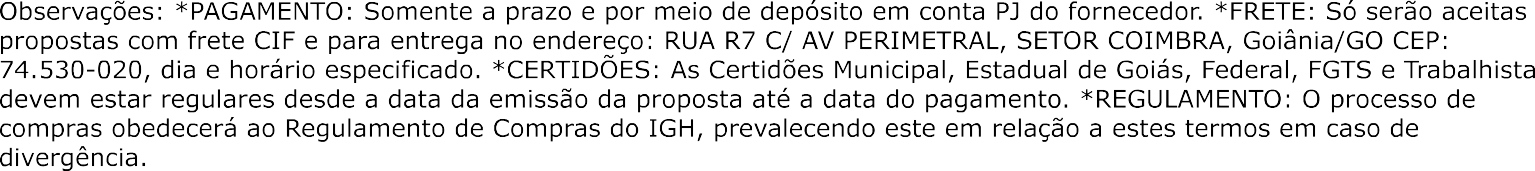 Observações: *PAGAMENTO: Somente a prazo e por meio de depósito em conta PJ do fornecedor. *FRETE: Só serão aceitas
propostas com frete CIF e para entrega no endereço: RUA R7 C/ AV PERIMETRAL, SETOR COIMBRA, Goiânia/GO CEP:
74.530-020, dia e horário especificado. *CERTIDÕES: As Certidões Municipal, Estadual de Goiás, Federal, FGTS e Trabalhista
devem estar regulares desde a data da emissão da proposta até a data do pagamento. *REGULAMENTO: O processo de
compras obedecerá ao Regulamento de Compras do IGH, prevalecendo este em relação a estes termos em caso de
divergência.